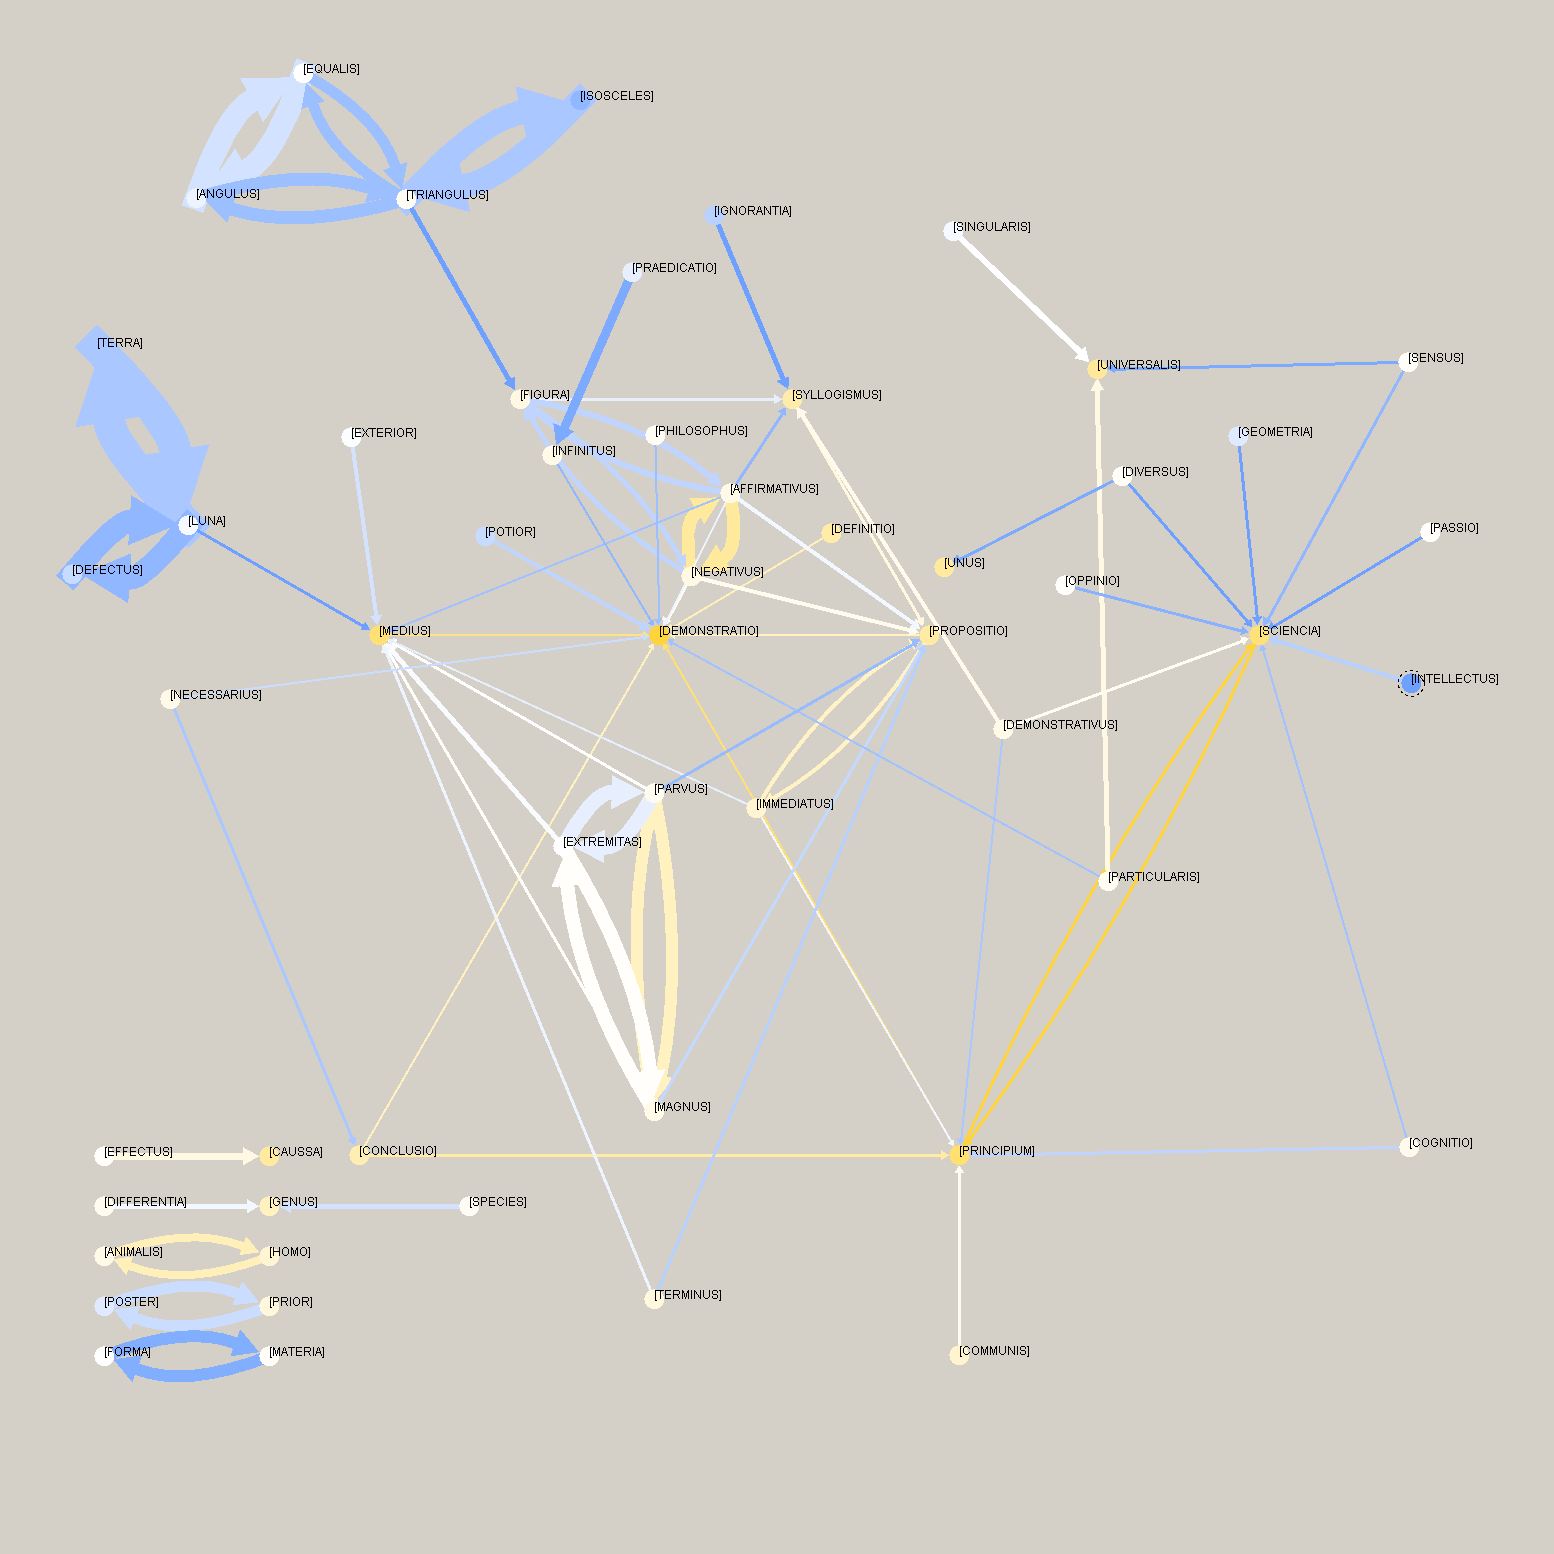 [EQUALIS]
[ISOSCELES]
[ANGULUS]
[TRIANGULUS]
[IGNORANTIA]
[SINGULARIS]
[PRAEDICATIO]
[TERRA]
[UNIVERSALIS]
[SENSUS]
[FIGURA]
[SYLLOGISMUS]
[EXTERIOR]
[PHILOSOPHUS]
[GEOMETRIA]
[INFINITUS]
[DIVERSUS]
[AFFIRMATIVUS]
[LUNA]
[POTIOR]
[DEFINITIO]
[PASSIO]
[DEFECTUS]
[NEGATIVUS]
[UNUS]
[OPPINIO]
[MEDIUS]
[DEMONSTRATIO]
[PROPOSITIO]
[SCIENCIA]
[INTELLECTUS]
[NECESSARIUS]
[DEMONSTRATIVUS]
[PARVUS]
[IMMEDIATUS]
[EXTREMITAS]
[PARTICULARIS]
[MAGNUS]
[EFFECTUS]
[CAUSSA]
[CONCLUSIO]
[PRINCIPIUM]
[COGNITIO]
[DIFFERENTIA]
[GENUS]
[SPECIES]
[ANIMALIS]
[HOMO]
[POSTER]
[PRIOR]
[TERMINUS]
[FORMA]
[MATERIA]
[COMMUNIS]